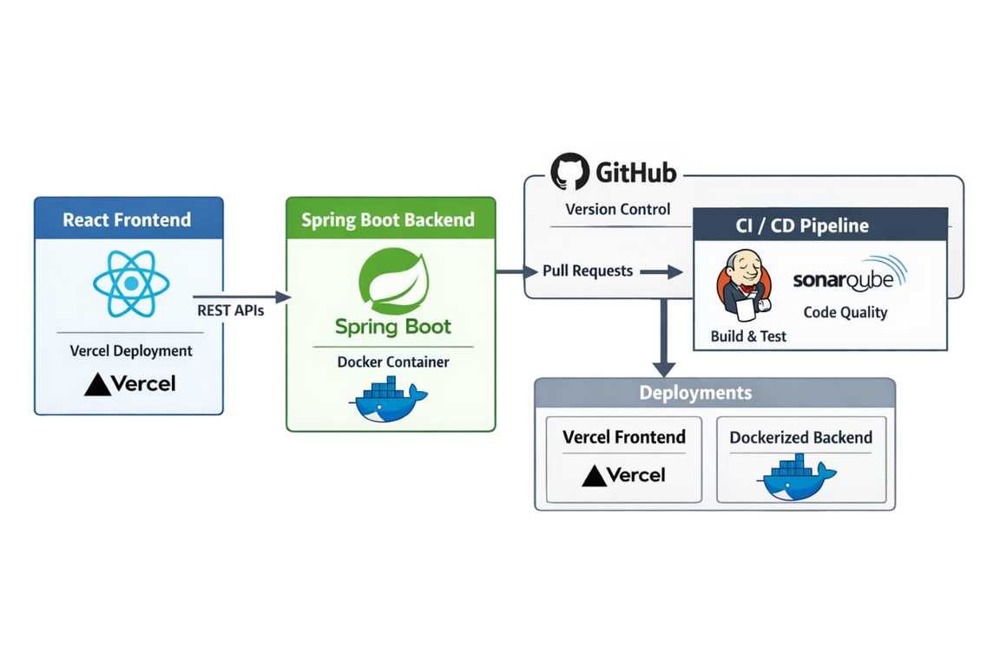 React Frontend
REST APIs
Vercel Deployment
Vercel
Spring Boot Backend
Spring Boot
Docker Container
GitHub
Version Control
Pull Requests
CI / CD Pipeline
sonarqube
Code Quality
Build & Test
Deployments
Vercel Frontend
Vercel
Dockerized Backend